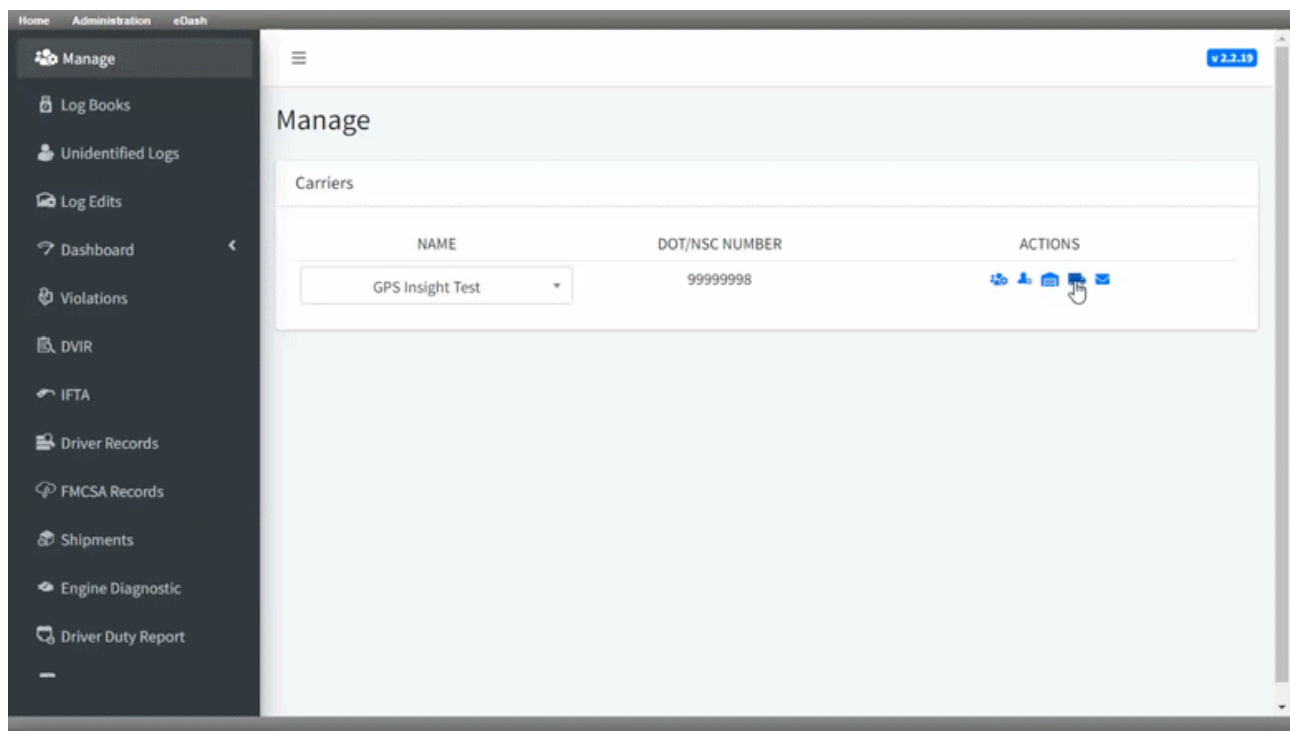 Home Administration eDash
Manage
v 2.2.19
Log Books
Manage
Unidentified Logs
Carriers
Log Edits
NAME DOT/NSC NUMBER ACTIONS
Dashboard
GPS Insight Test 99999998
Violations
DVIR
IFTA
Driver Records
FMCSA Records
Shipments
Engine Diagnostic
Driver Duty Report